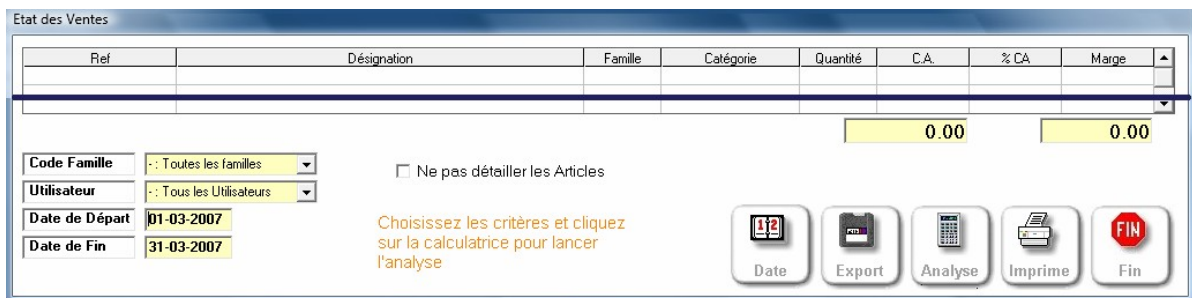 Etat des Ventes
Ref Désignation Famille Catégorie Quantité C.A. % CA Marge
0.00 0.00
Code Famille - : Toutes les familles
Ne pas détailler les Articles
Utilisateur - : Tous les Utilisateurs
Date de Départ 01-03-2007
Date de Fin 31-03-2007
Choisissez les critères et cliquez
sur la calculatrice pour lancer
l'analyse
1 2 FIN
Date Export Analyse Imprime Fin